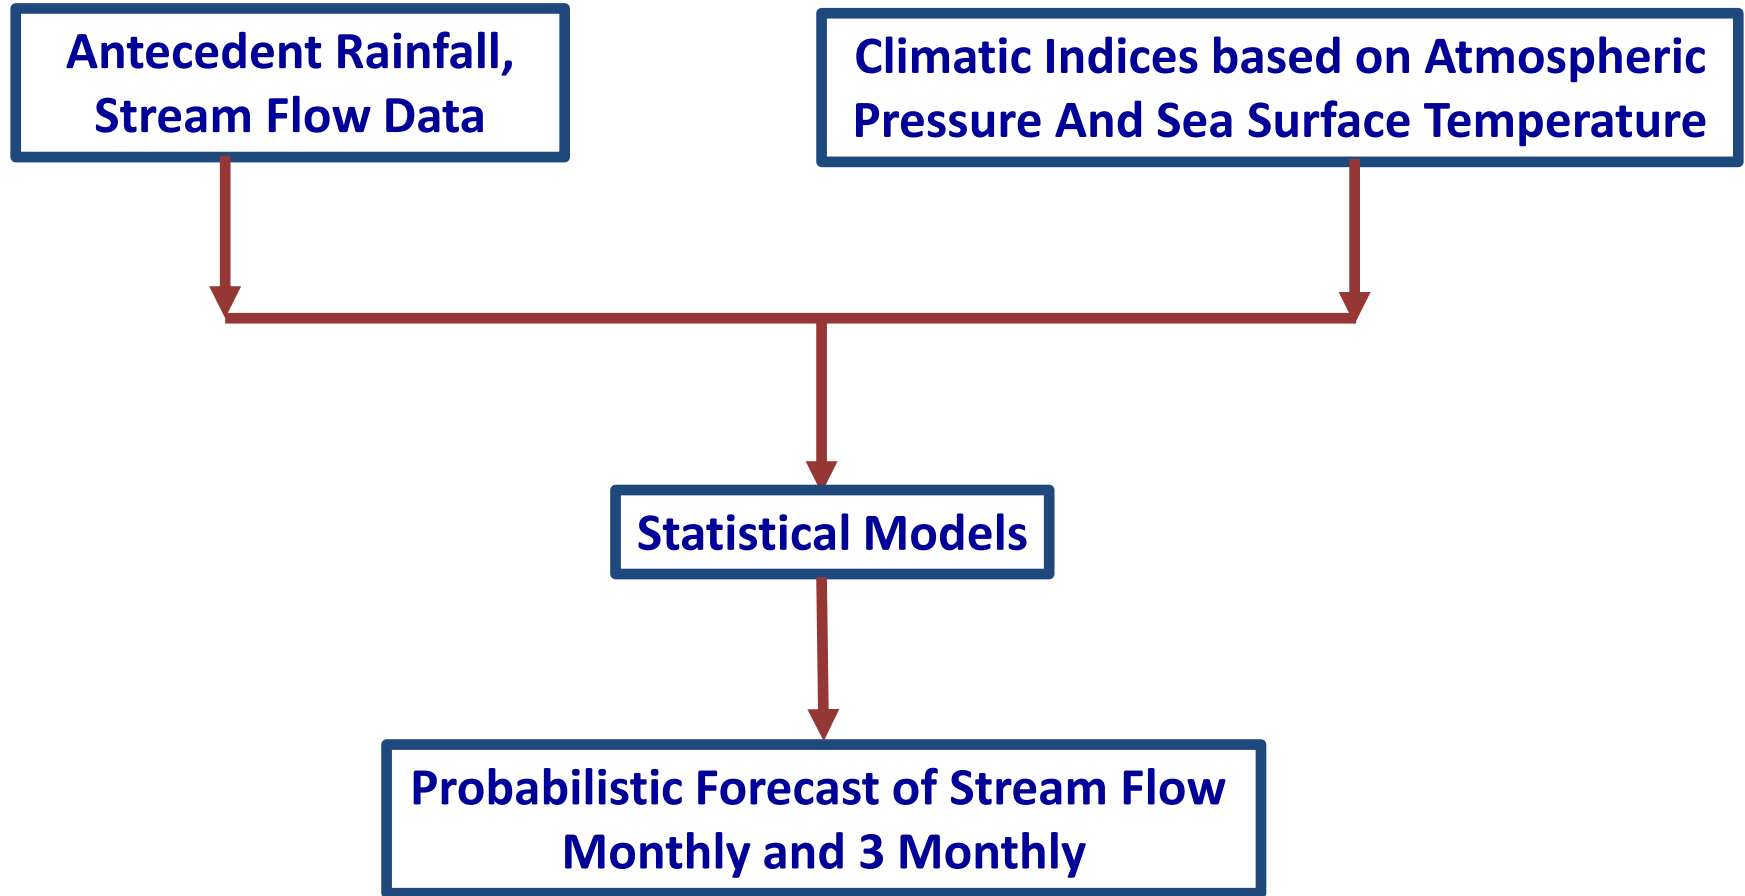 Antecedent Rainfall,
Stream Flow Data
Climatic Indices based on Atmospheric
Pressure And Sea Surface Temperature
Statistical Models
Probabilistic Forecast of Stream Flow
Monthly and 3 Monthly